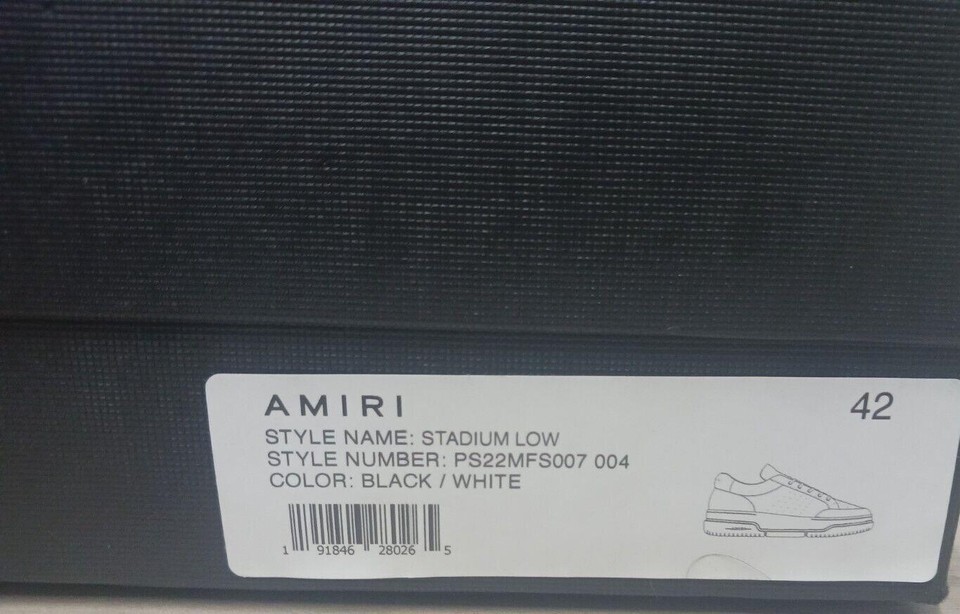 AMIRI
42
STYLE NAME: STADIUM LOW
STYLE NUMBER: PS22MFS007 004
COLOR: BLACK / WHITE
1 91846 28026 5